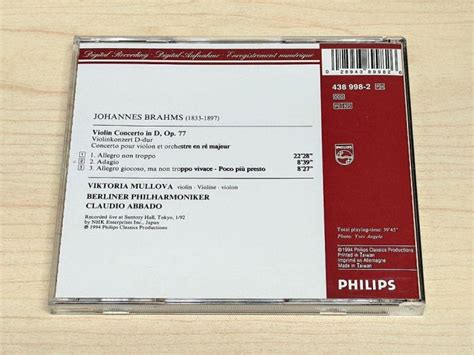 Digital Recording · Digital Aufnahme · Enregistrement numérique
JOHANNES BRAHMS (1833-1897)
Violin Concerto in D, Op. 77
Violinkonzert D-dur
Concerto pour violon et orchestre en ré majeur
1. Allegro non troppo 22'28"
2. Adagio 8'39"
3. Allegro giocoso, ma non troppo vivace - Poco più presto 8'27"
VIKTORIA MULLOVA violin · Violine · violon
BERLINER PHILHARMONIKER
CLAUDIO ABBADO
Recorded live at Suntory Hall, Tokyo, 1/92
by NHK Enterprises Inc., Japan
℗ 1994 Philips Classics Productions
438 998-2
DDD
PHILIPS
Total playing-time: 39'45"
Photo: Yves Angelo
©1994 Philips Classics Productions
Printed in Taiwan
Imprimé en Allemagne
Made in Taiwan